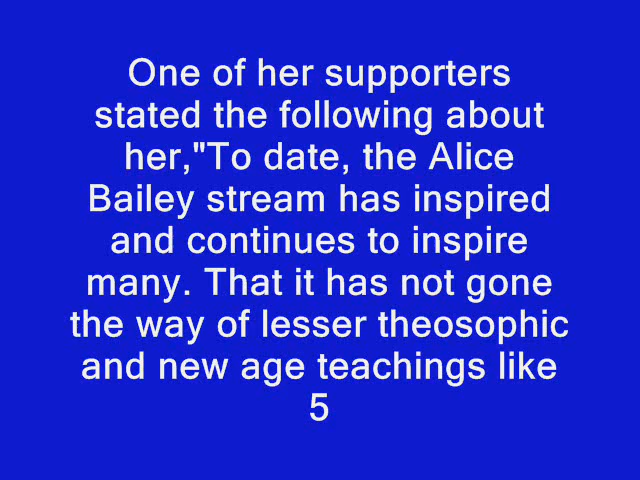 One of her supporters
stated the following about
her,"To date, the Alice
Bailey stream has inspired
and continues to inspire
many. That it has not gone
the way of lesser theosophic
and new age teachings like
5